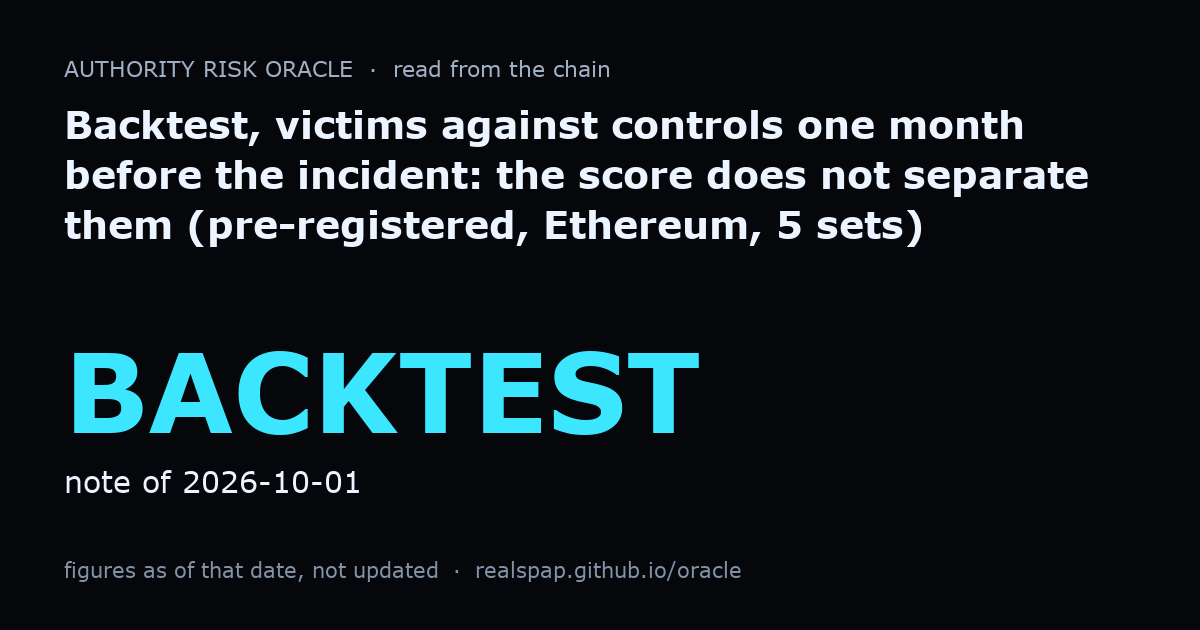 AUTHORITY RISK ORACLE · read from the chain
Backtest, victims against controls one month
before the incident: the score does not separate
them (pre-registered, Ethereum, 5 sets)
BACKTEST
note of 2026-10-01
figures as of that date, not updated · realspap.github.io/oracle